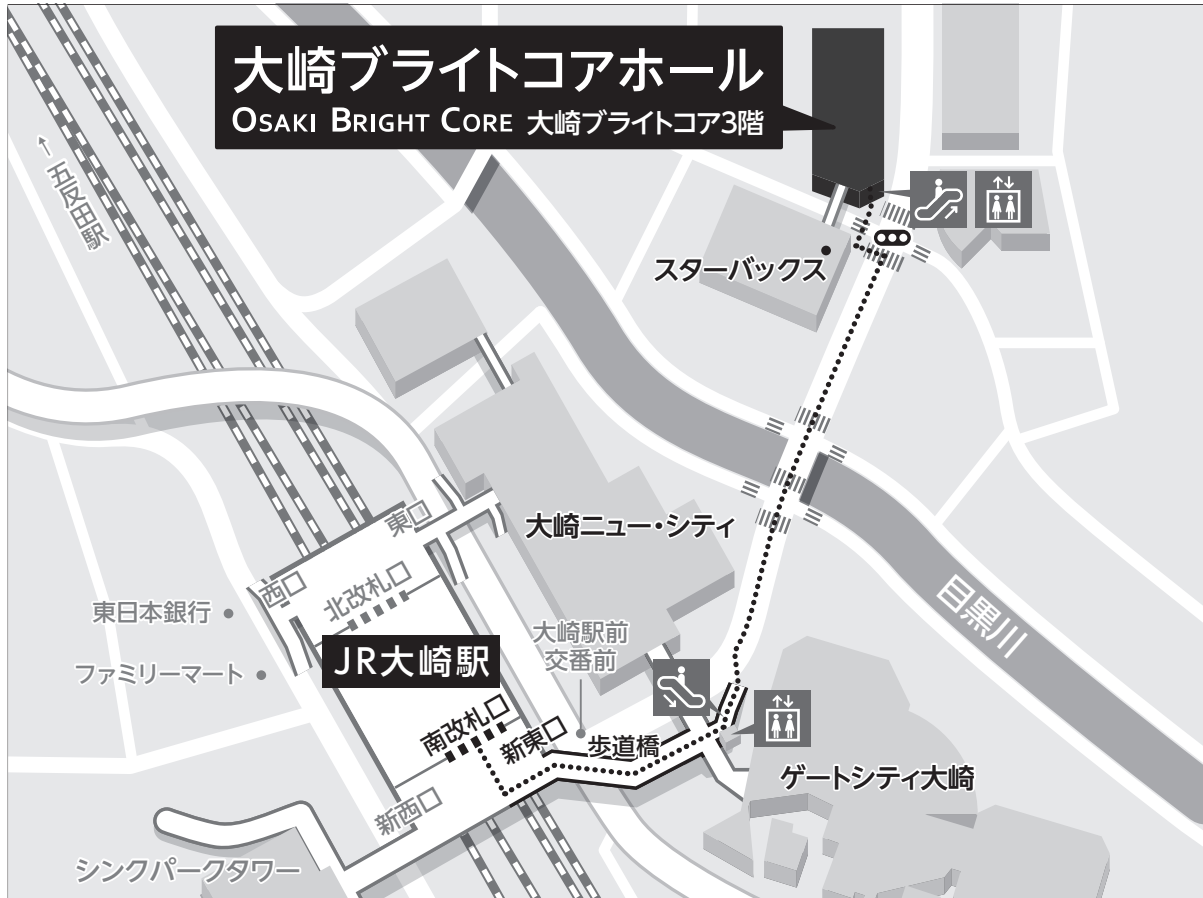 大崎ブライトコアホール
OSAKI BRIGHT CORE 大崎ブライトコア3階
←五反田駅
スターバックス
大崎ニュー・シティ
東口
西口
北改札口
東日本銀行
ファミリーマート
JR大崎駅
大崎駅前
交番前
目黒川
南改札口
新東口
歩道橋
ゲートシティ大崎
新西口
シンクパークタワー